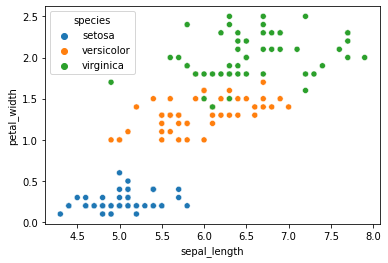 species
setosa
versicolor
virginica
2.5
2.0
1.5
1.0
0.5
0.0
petal_width
4.5 5.0 5.5 6.0 6.5 7.0 7.5 8.0
sepal_length